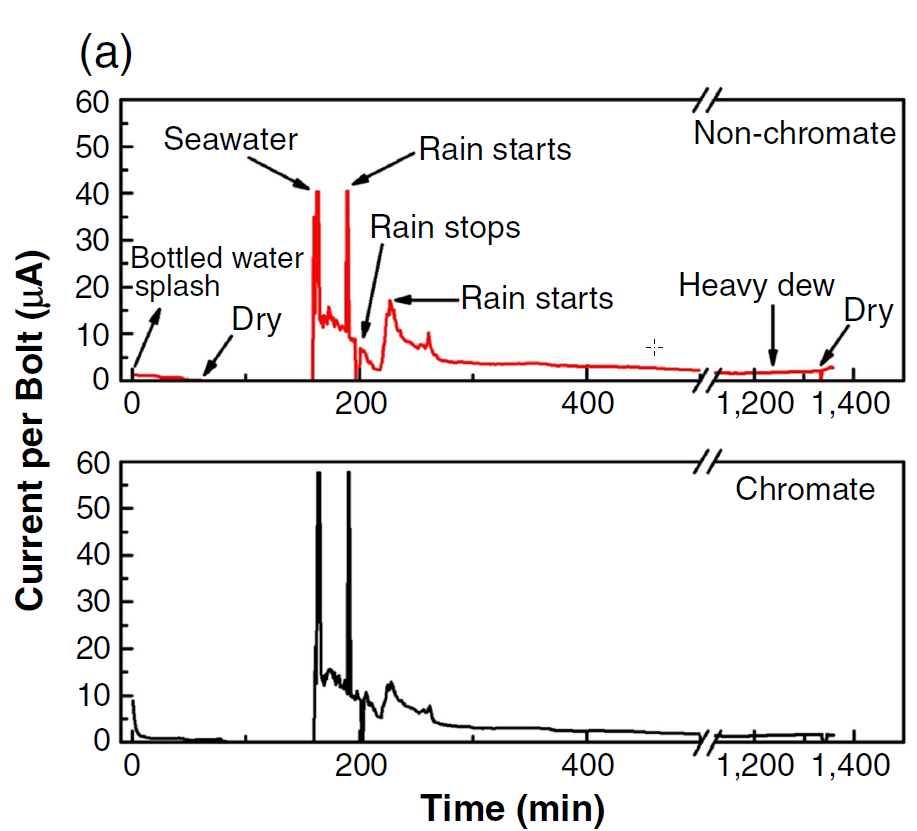 (a)
Current per Bolt (μA)
60
50
40
30
20
10
0
Non-chromate
Seawater
Rain starts
Rain stops
Bottled water
splash
Dry
Rain starts
Heavy dew
Dry
0
200
400
1,200
1,400
60
50
40
30
20
10
0
Chromate
0
200
400
1,200
1,400
Time (min)